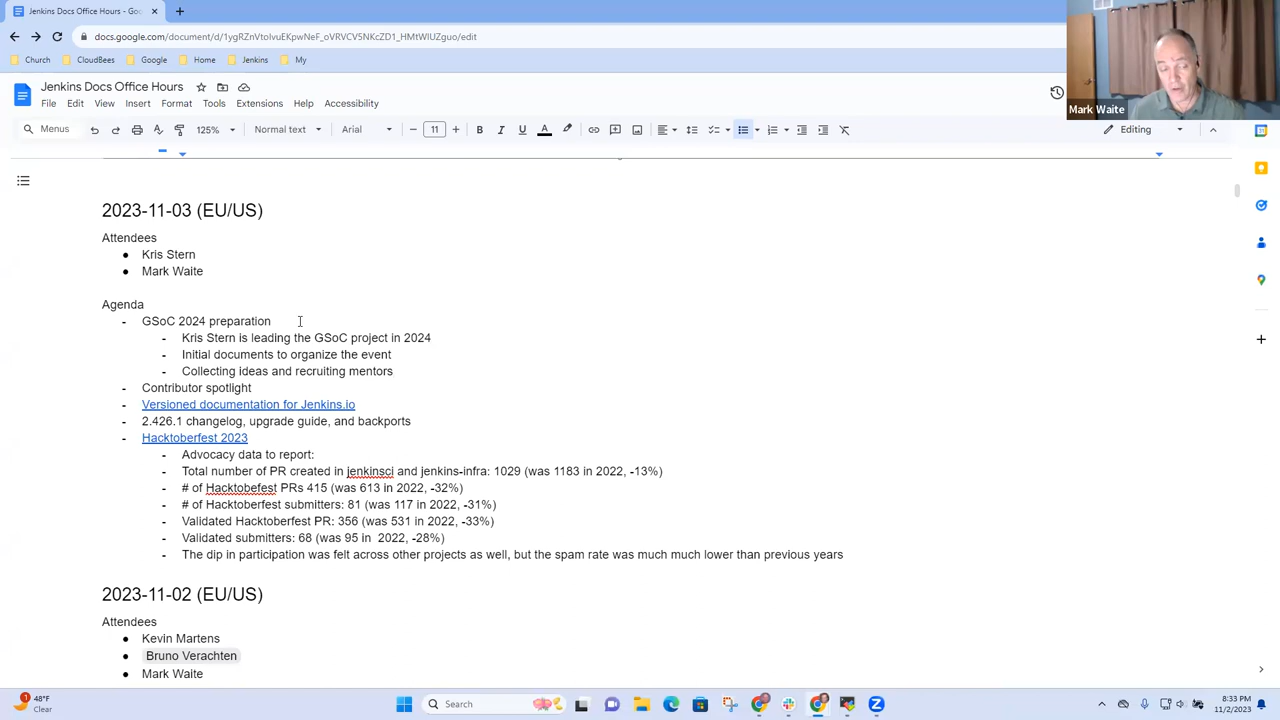 Jenkins Docs Office Hours - Goo
docs.google.com/document/d/1ygRZnVtoIvuEKpwNeF_oVRVCV5NKcZD1_HMtWIUZguo/edit
Church CloudBees Google Home Jenkins My
Jenkins Docs Office Hours
File Edit View Insert Format Tools Extensions Help Accessibility
Mark Waite
Menus 125% Normal text Arial 11 B I U A Editing
2023-11-03 (EU/US)
Attendees
● Kris Stern
● Mark Waite
Agenda
- GSoC 2024 preparation
- Kris Stern is leading the GSoC project in 2024
- Initial documents to organize the event
- Collecting ideas and recruiting mentors
- Contributor spotlight
- Versioned documentation for Jenkins.io
- 2.426.1 changelog, upgrade guide, and backports
- Hacktoberfest 2023
- Advocacy data to report:
- Total number of PR created in jenkinsci and jenkins-infra: 1029 (was 1183 in 2022, -13%)
- # of Hacktobefest PRs 415 (was 613 in 2022, -32%)
- # of Hacktoberfest submitters: 81 (was 117 in 2022, -31%)
- Validated Hacktoberfest PR: 356 (was 531 in 2022, -33%)
- Validated submitters: 68 (was 95 in  2022, -28%)
- The dip in participation was felt across other projects as well, but the spam rate was much much lower than previous years
2023-11-02 (EU/US)
Attendees
● Kevin Martens
● Bruno Verachten
● Mark Waite
1 48°F
Clear
Search
8:33 PM
11/2/2023